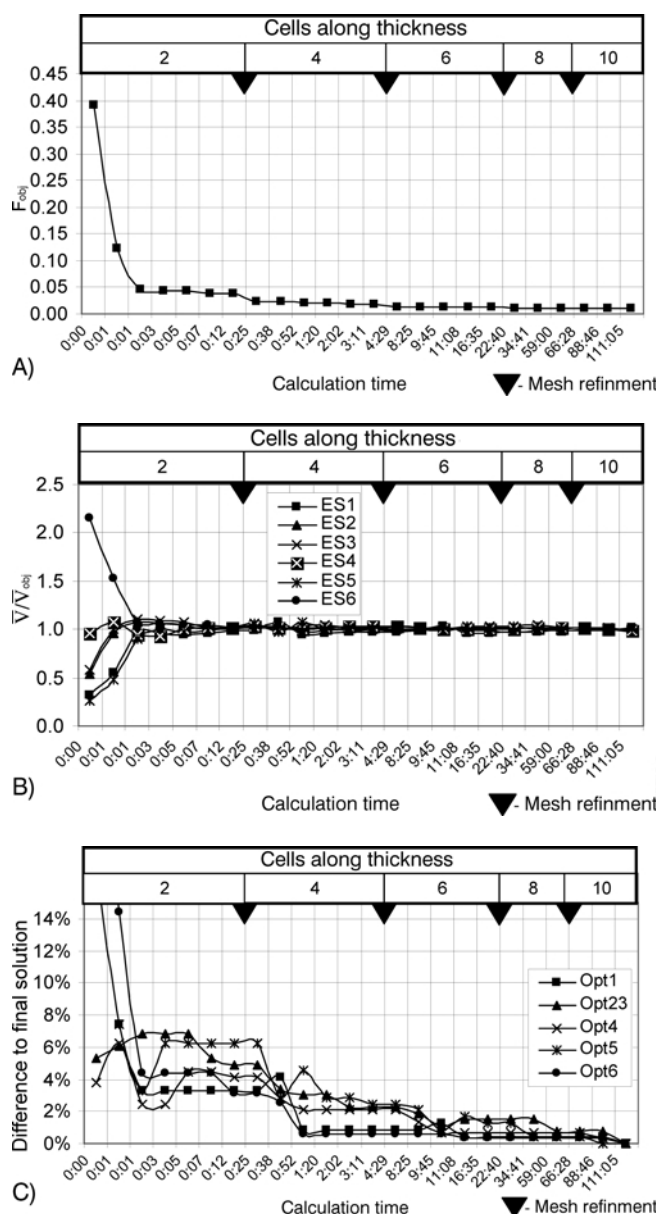 Cells along thickness
2 4 6 8 10
0.45
0.40
0.35
0.30
0.25
0.20
0.15
0.10
0.05
0.00
Fobj
0:00 0:01 0:01 0:03 0:05 0:07 0:12 0:25 0:38 0:52 1:20 2:02 3:11 4:29 8:25 9:45 11:08 16:35 22:40 34:41 59:00 66:28 88:46 111:05
A)
Calculation time
- Mesh refinment
Cells along thickness
2 4 6 8 10
2.5
2.0
1.5
1.0
0.5
0.0
V/Vobj
ES1
ES2
ES3
ES4
ES5
ES6
0:00 0:01 0:01 0:03 0:05 0:07 0:12 0:25 0:38 0:52 1:20 2:02 3:11 4:29 8:25 9:45 11:08 16:35 22:40 34:41 59:00 66:28 88:46 111:05
B)
Calculation time
- Mesh refinment
Cells along thickness
2 4 6 8 10
14%
12%
10%
8%
6%
4%
2%
0%
Difference to final solution
Opt1
Opt23
Opt4
Opt5
Opt6
0:00 0:01 0:01 0:03 0:05 0:07 0:12 0:25 0:38 0:52 1:20 2:02 3:11 4:29 8:25 9:45 11:08 16:35 22:40 34:41 59:00 66:28 88:46 111:05
C)
Calculation time
- Mesh refinment